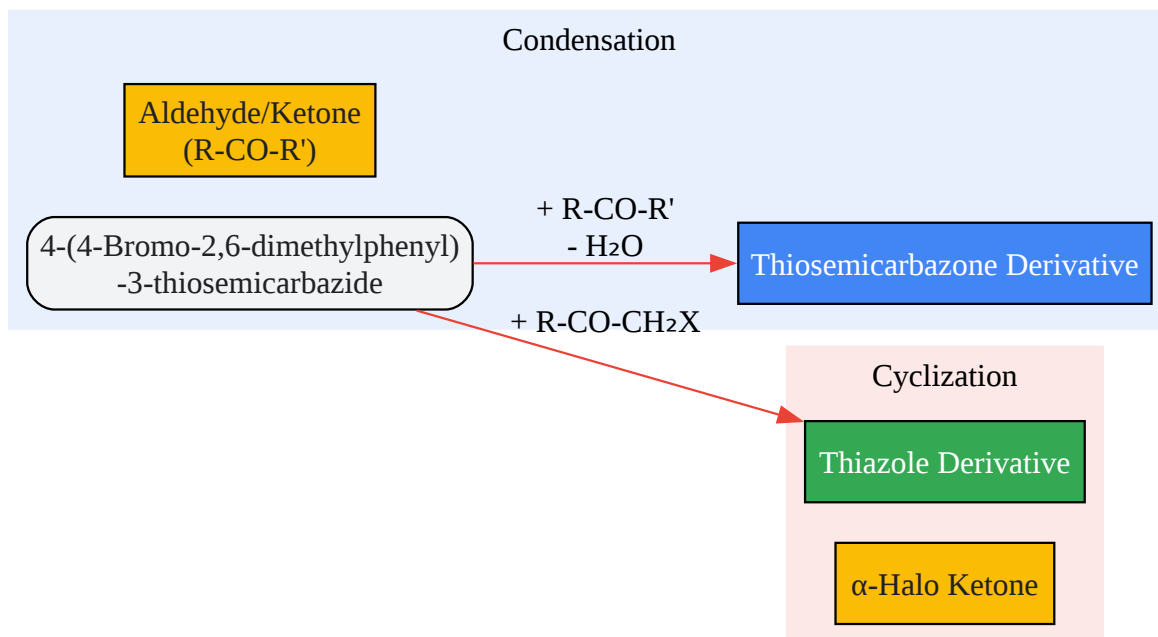 Condensation
Aldehyde/Ketone
(R-CO-R')
4-(4-Bromo-2,6-dimethylphenyl)
-3-thiosemicarbazide
+ R-CO-R'
- H₂O
Thiosemicarbazone Derivative
+ R-CO-CH₂X
Cyclization
Thiazole Derivative
α-Halo Ketone